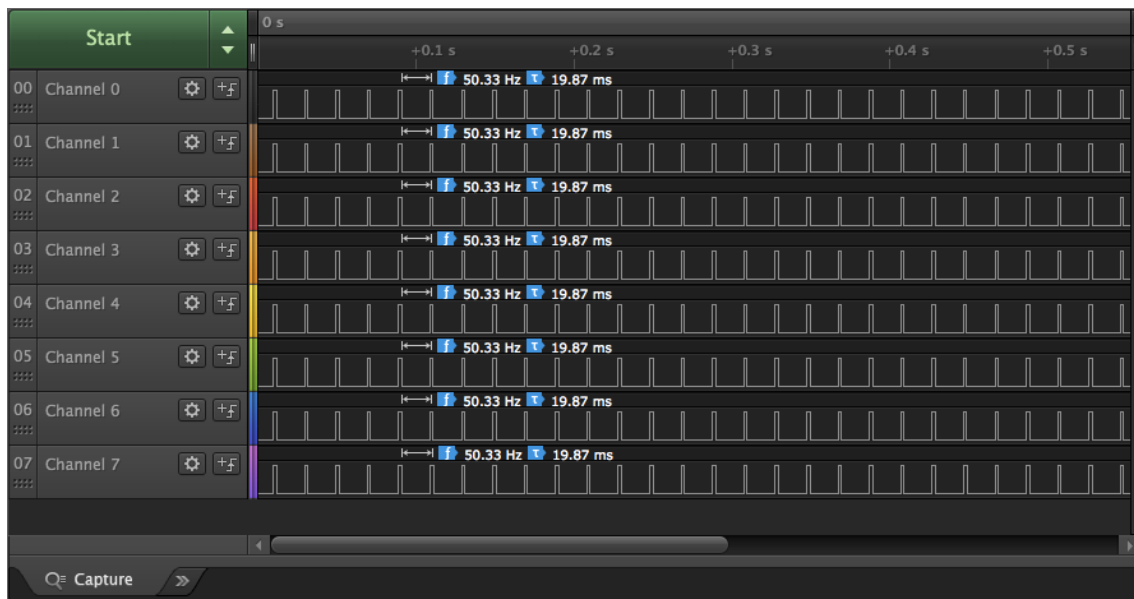 Start
0 s
+0.1 s +0.2 s +0.3 s +0.4 s +0.5 s
00 Channel 0 f 50.33 Hz τ 19.87 ms
01 Channel 1 f 50.33 Hz τ 19.87 ms
02 Channel 2 f 50.33 Hz τ 19.87 ms
03 Channel 3 f 50.33 Hz τ 19.87 ms
04 Channel 4 f 50.33 Hz τ 19.87 ms
05 Channel 5 f 50.33 Hz τ 19.87 ms
06 Channel 6 f 50.33 Hz τ 19.87 ms
07 Channel 7 f 50.33 Hz τ 19.87 ms
Capture